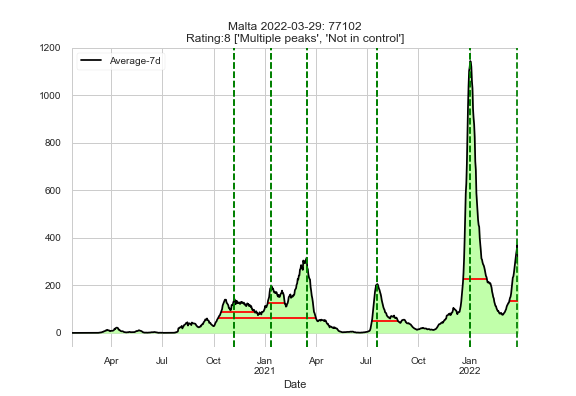 Malta 2022-03-29: 77102
Rating:8 ['Multiple peaks', 'Not in control']
1200
1000
800
600
400
200
0
Average-7d
Apr Jul Oct Jan Apr Jul Oct Jan
2021 2022
Date